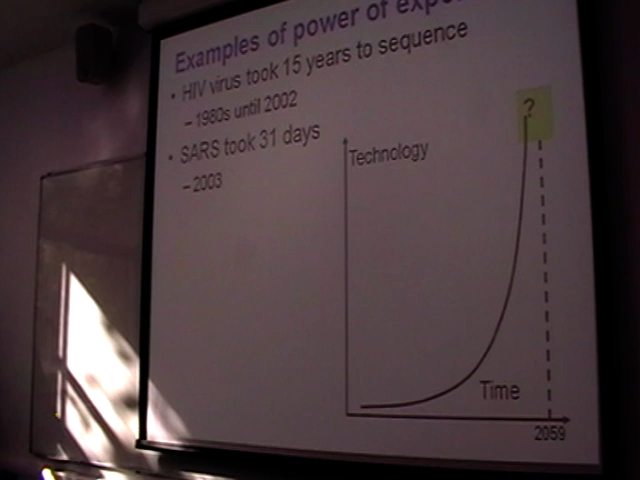 Examples of power of
• HIV virus took 15 years to sequence
– 1980s until 2002
• SARS took 31 days
– 2003
?
Technology
Time
2059